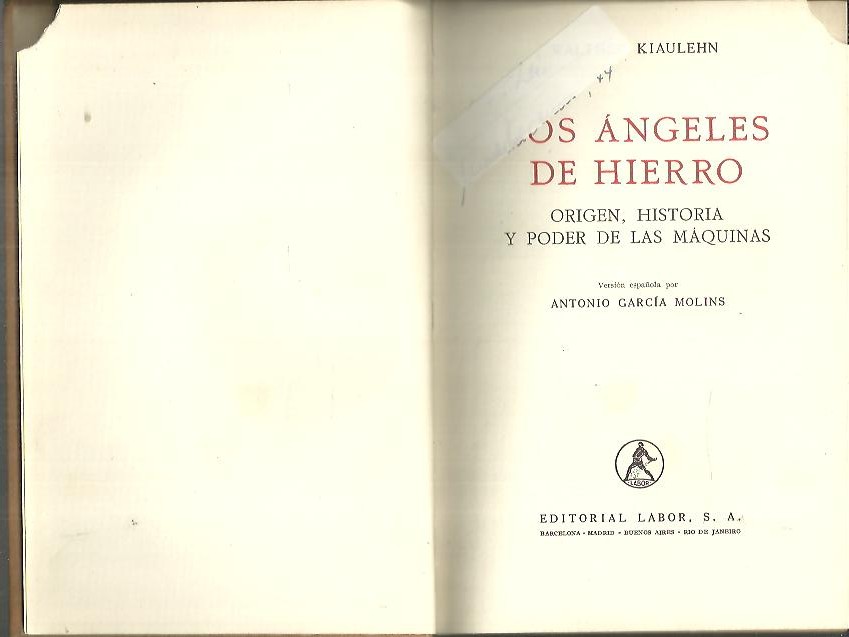 KIAULEHN
+4
OS ÁNGELES
DE HIERRO
ORIGEN, HISTORIA
Y PODER DE LAS MÁQUINAS
Versión española por
ANTONIO GARCÍA MOLINS
LABOR
EDITORIAL LABOR, S. A.
BARCELONA - MADRID - BUENOS AIRES - RIO DE JANEIRO